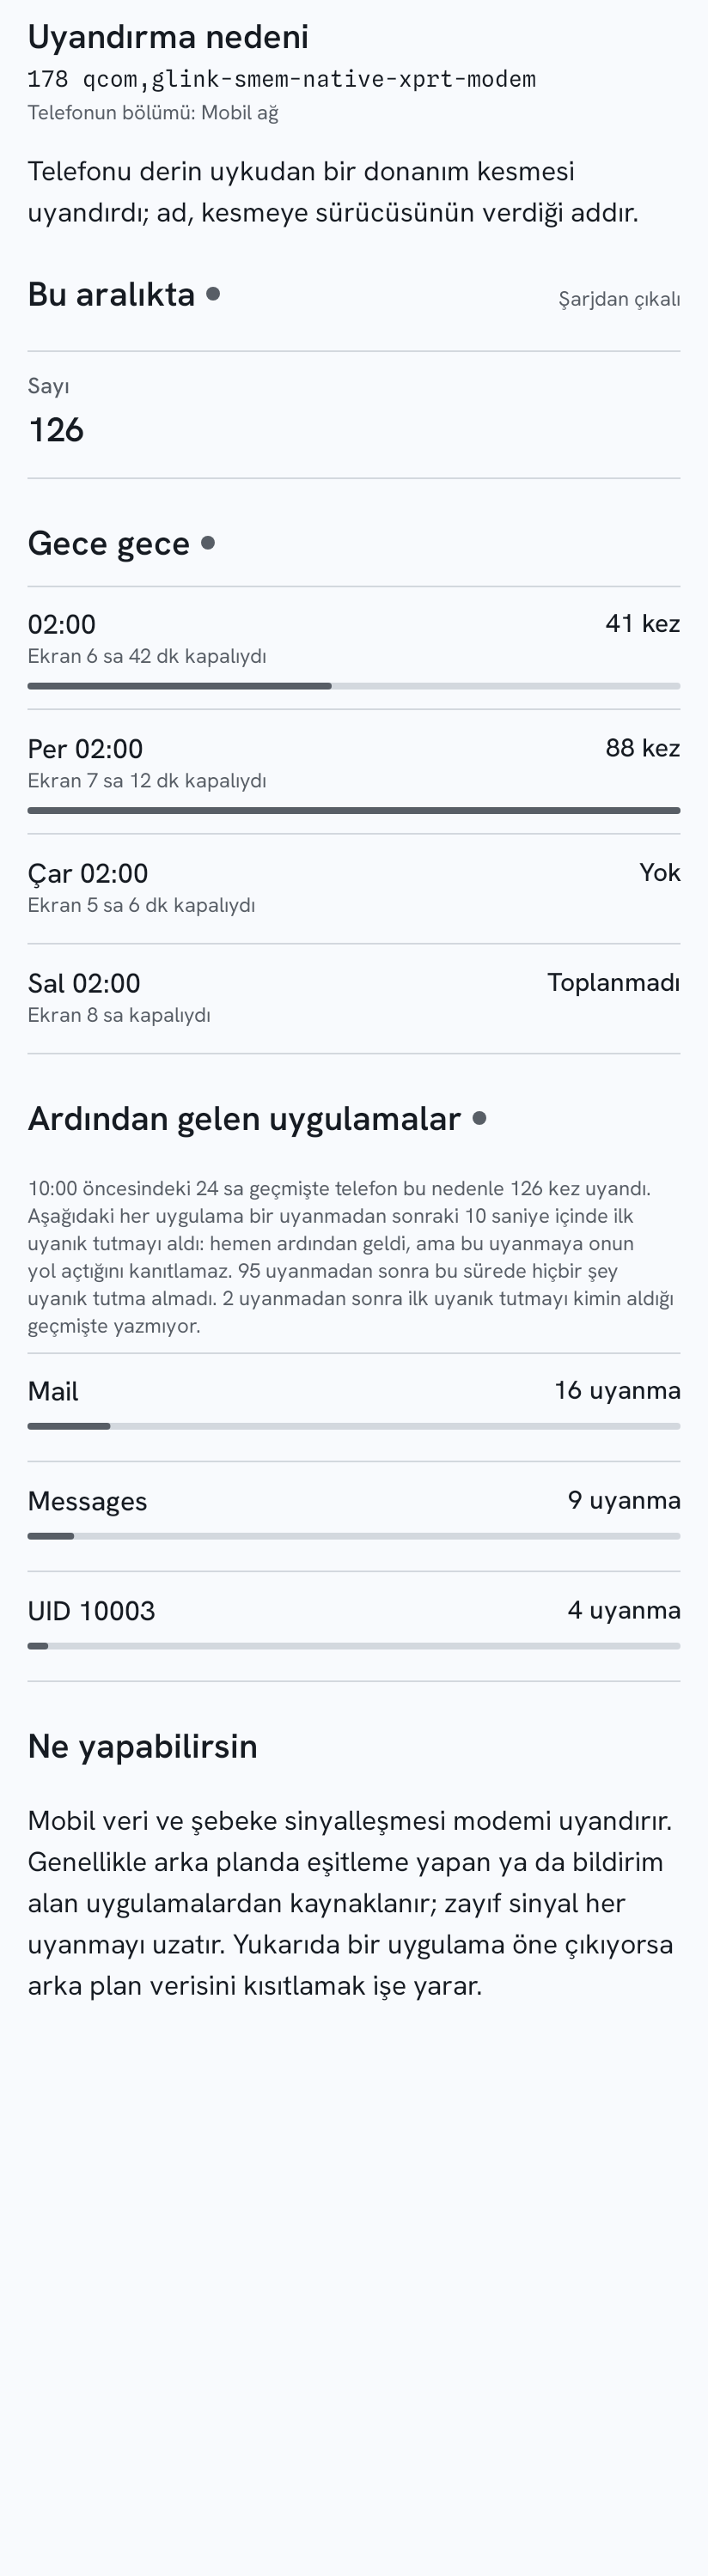 Uyandırma nedeni
178 qcom,glink-smem-native-xprt-modem
Telefonun bölümü: Mobil ağ
Telefonu derin uykudan bir donanım kesmesi
uyandırdı; ad, kesmeye sürücüsünün verdiği addır.
Bu aralıkta
Şarjdan çıkalı
Sayı
126
Gece gece
02:00
41 kez
Ekran 6 sa 42 dk kapalıydı
Per 02:00
88 kez
Ekran 7 sa 12 dk kapalıydı
Çar 02:00
Yok
Ekran 5 sa 6 dk kapalıydı
Sal 02:00
Toplanmadı
Ekran 8 sa kapalıydı
Ardından gelen uygulamalar
10:00 öncesindeki 24 sa geçmişte telefon bu nedenle 126 kez uyandı.
Aşağıdaki her uygulama bir uyanmadan sonraki 10 saniye içinde ilk
uyanık tutmayı aldı: hemen ardından geldi, ama bu uyanmaya onun
yol açtığını kanıtlamaz. 95 uyanmadan sonra bu sürede hiçbir şey
uyanık tutma almadı. 2 uyanmadan sonra ilk uyanık tutmayı kimin aldığı
geçmişte yazmıyor.
Mail
16 uyanma
Messages
9 uyanma
UID 10003
4 uyanma
Ne yapabilirsin
Mobil veri ve şebeke sinyalleşmesi modemi uyandırır.
Genellikle arka planda eşitleme yapan ya da bildirim
alan uygulamalardan kaynaklanır; zayıf sinyal her
uyanmayı uzatır. Yukarıda bir uygulama öne çıkıyorsa
arka plan verisini kısıtlamak işe yarar.